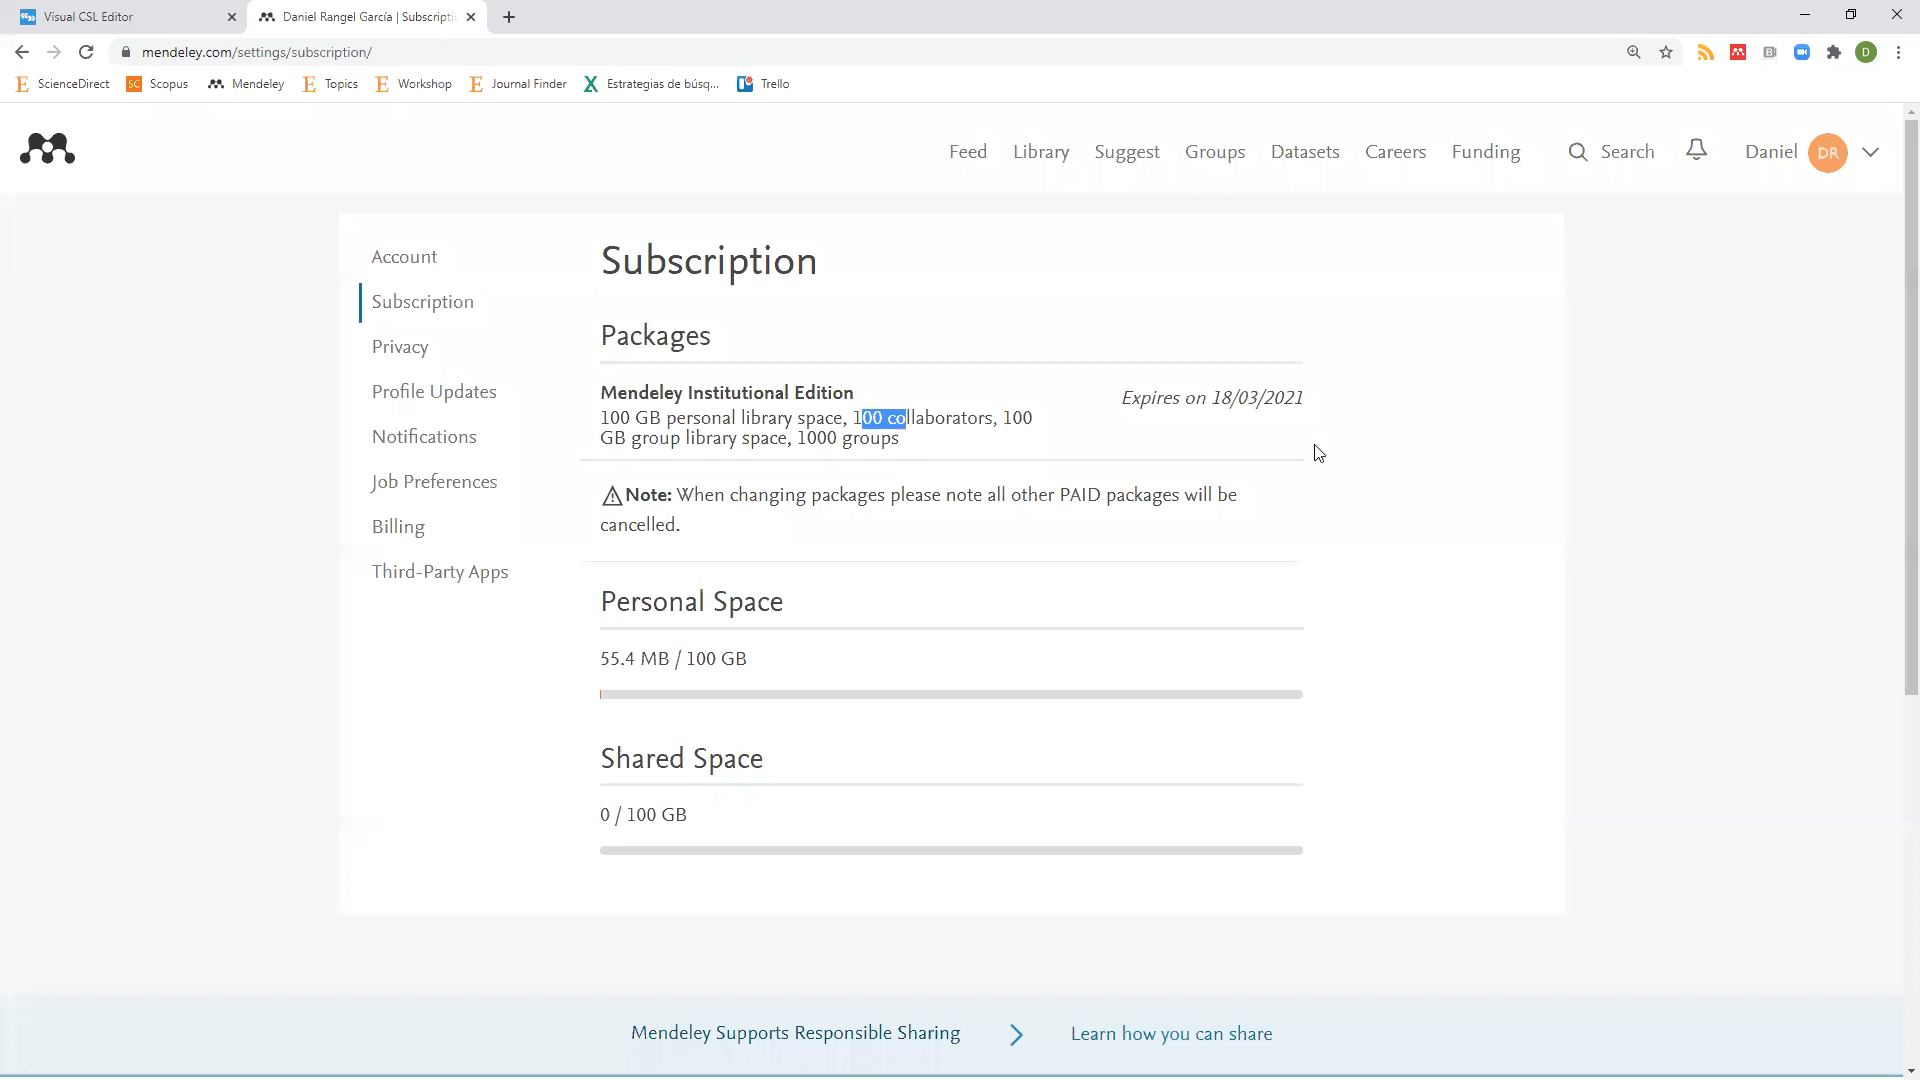 Visual CSL Editor
Daniel Rangel García | Subscripti
mendeley.com/settings/subscription/
D
E ScienceDirect
SC Scopus
Mendeley
E Topics
E Workshop
E Journal Finder
X Estrategias de búsq...
Trello
Feed
Library
Suggest
Groups
Datasets
Careers
Funding
Search
Daniel
DR
Account
Subscription
Privacy
Profile Updates
Notifications
Job Preferences
Billing
Third-Party Apps
Subscription
Packages
Mendeley Institutional Edition
Expires on 18/03/2021
100 GB personal library space, 100 collaborators, 100
GB group library space, 1000 groups
Note: When changing packages please note all other PAID packages will be
cancelled.
Personal Space
55.4 MB / 100 GB
Shared Space
0 / 100 GB
Mendeley Supports Responsible Sharing
Learn how you can share